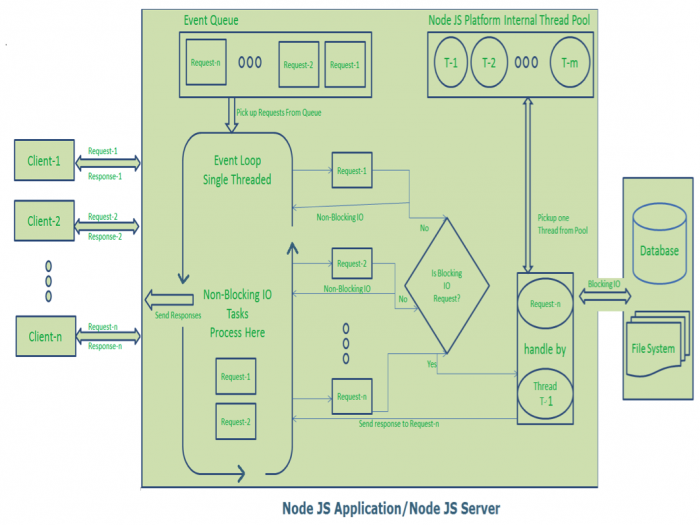 Event Queue
Node JS Platform Internal Thread Pool
Request-n
Request-2
Request-1
T-1
T-2
T-m
Pick up Requests From Queue
Client-1
Request-1
Response-1
Event Loop
Single Threaded
Request-1
Non-Blocking IO
No
Client-2
Request-2
Response-2
Pickup one
Thread from Pool
Database
Request-2
Non-Blocking IO
No
Is Blocking
IO
Request?
Blocking IO
Non-Blocking IO
Tasks
Process Here
Send Responses
Request-n
handle by
Thread
T-1
File System
Client-n
Request-n
Response-n
Yes
Request-1
Request-2
Request-n
Send response to Request-n
Node JS Application/Node JS Server